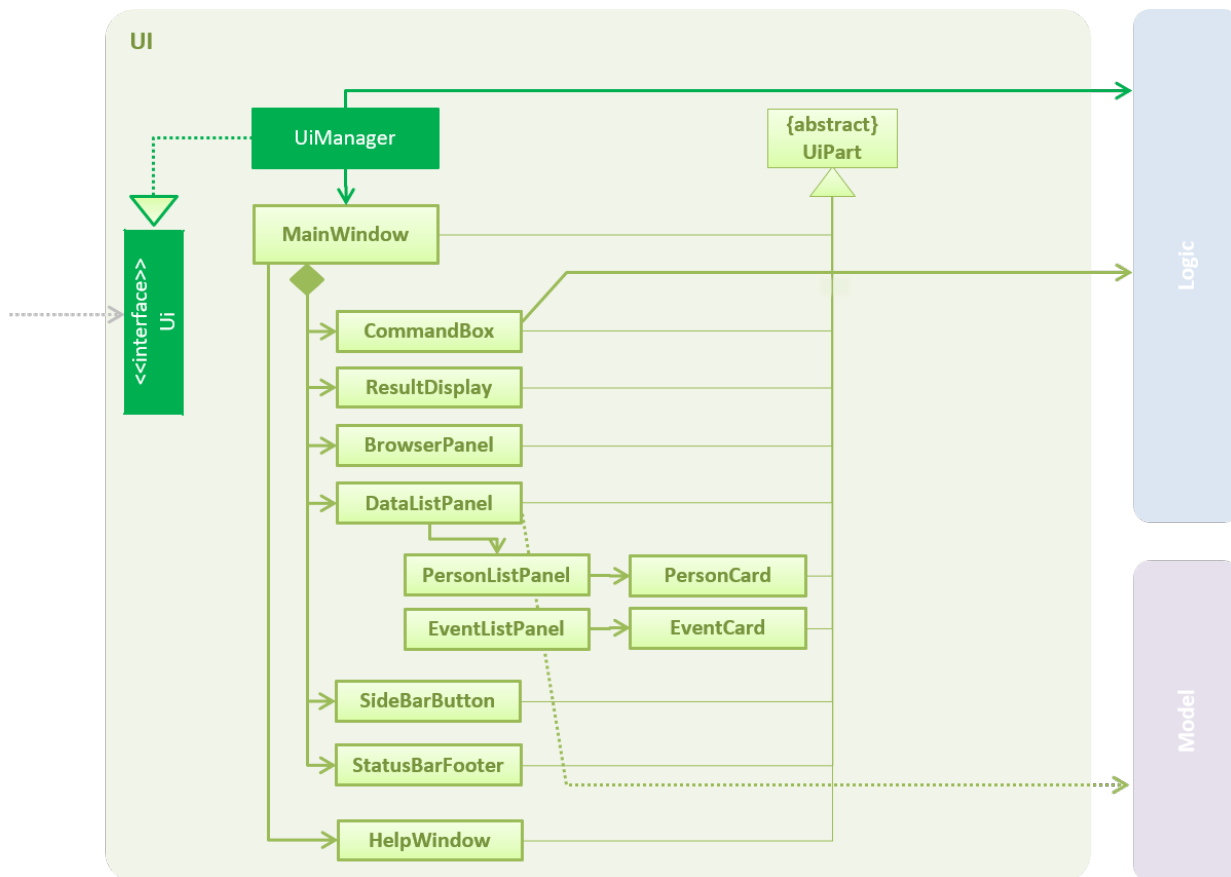 UI
UiManager
{abstract}
UiPart
MainWindow
<<interface>>
Ui
Logic
CommandBox
ResultDisplay
BrowserPanel
DataListPanel
PersonListPanel
PersonCard
EventListPanel
EventCard
SideBarButton
Model
StatusBarFooter
HelpWindow